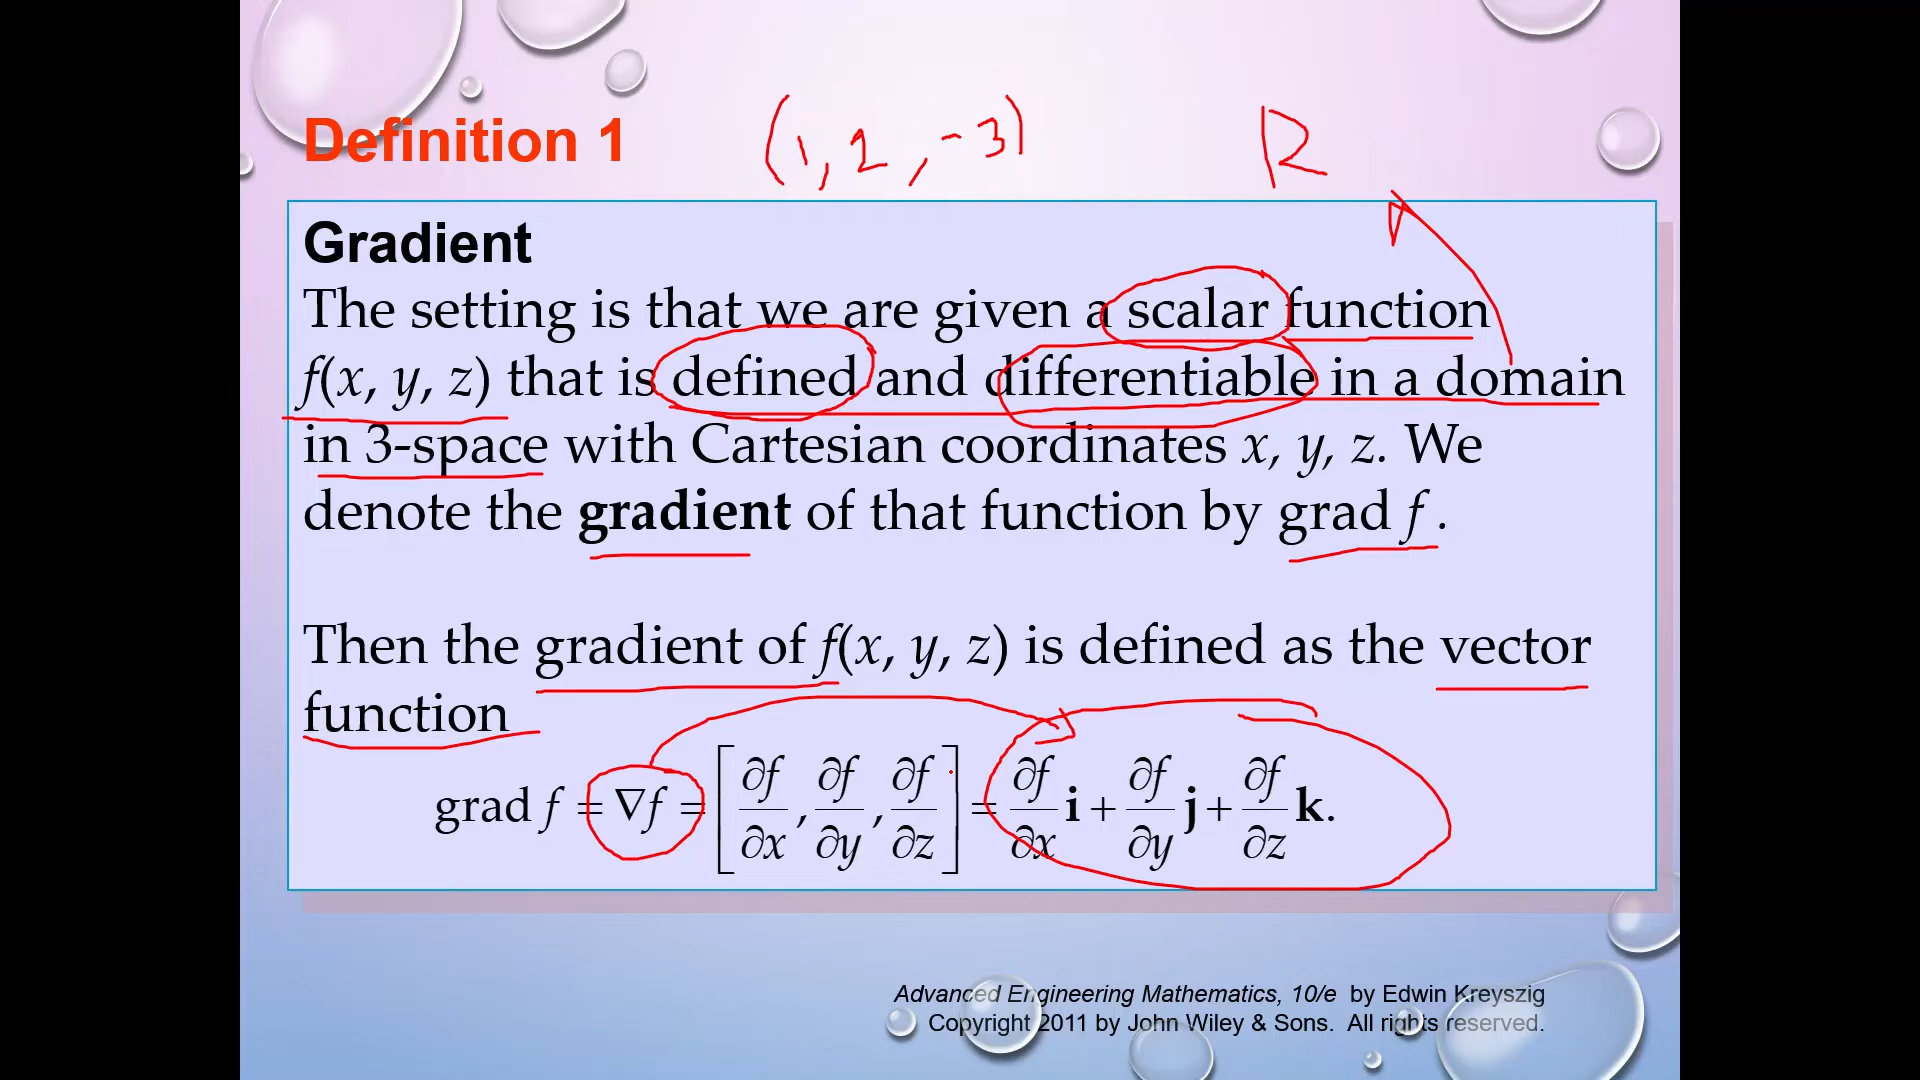 Definition 1
(1, 2, -3)
R
Gradient
The setting is that we are given a scalar function
f(x, y, z) that is defined and differentiable in a domain
in 3-space with Cartesian coordinates x, y, z. We
denote the gradient of that function by grad f .
Then the gradient of f(x, y, z) is defined as the vector
function
grad f = ∇f = [∂f/∂x, ∂f/∂y, ∂f/∂z] = ∂f/∂x i + ∂f/∂y j + ∂f/∂z k.
Advanced Engineering Mathematics, 10/e by Edwin Kreyszig
Copyright 2011 by John Wiley & Sons. All rights reserved.